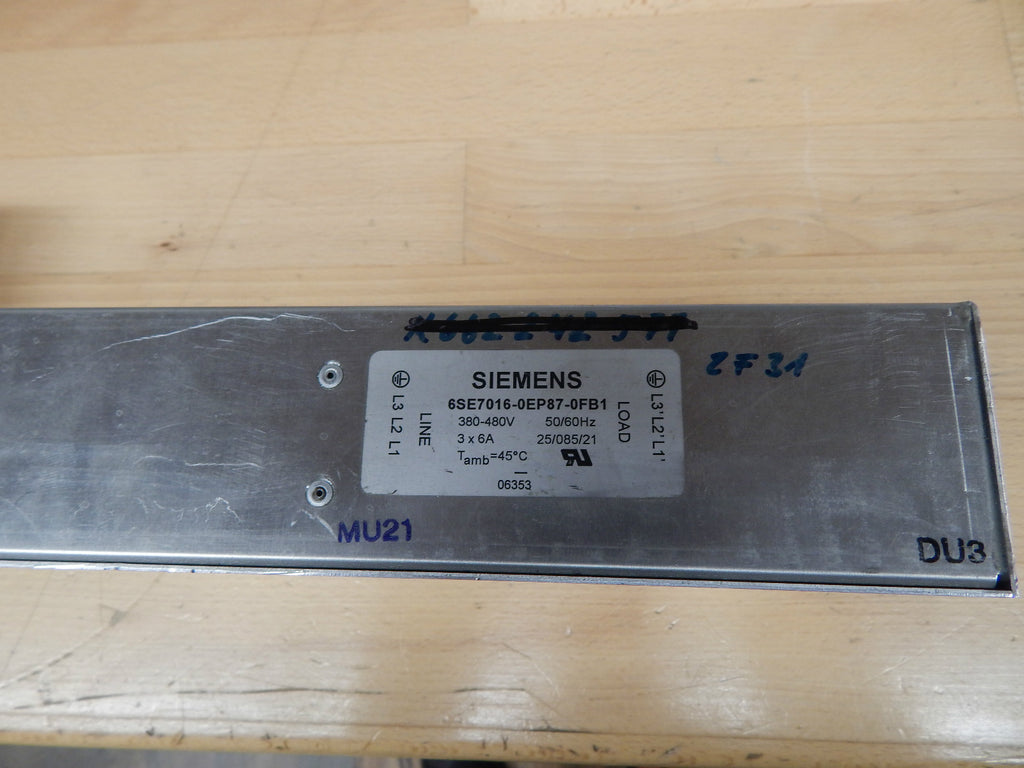 2F31
SIEMENS
6SE7016-0EP87-0FB1
380-480V 50/60Hz
3 x 6A 25/085/21
Tamb=45°C
06353
L3 L2 L1
LINE
LOAD
L3' L2' L1'
MU21
DU3